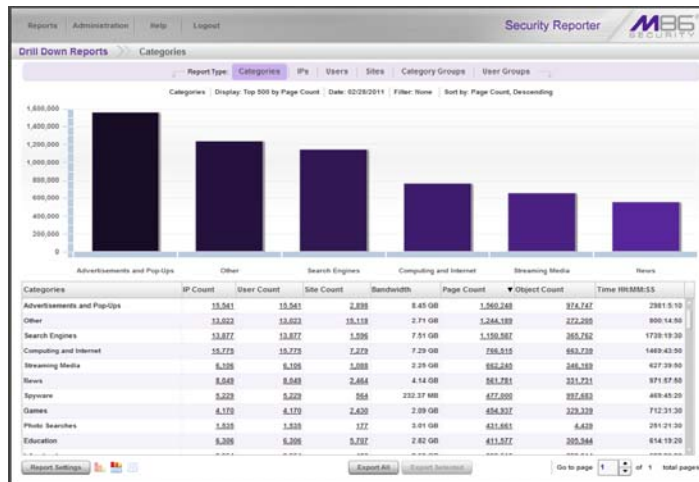 Reports Administration Help Logout Security Reporter M86 SECURITY
Drill Down Reports Categories
Report Type: Categories IPs Users Sites Category Groups User Groups
Categories Display: Top 500 by Page Count Date: 02/28/2011 Filter: None Sort by: Page Count, Descending
1,600,000
1,400,000
1,200,000
1,000,000
800,000
600,000
400,000
200,000
0
Advertisements and Pop-Ups Other Search Engines Computing and Internet Streaming Media News
Categories IP Count User Count Site Count Bandwidth Page Count Object Count Time HH:MM:SS
Advertisements and Pop-Ups 15,541 15,541 2,898 8.45 GB 1,560,248 974,747 2981:5:10
Other 13,023 13,023 15,118 2.71 GB 1,244,189 272,205 800:14:50
Search Engines 13,877 13,877 1,596 7.51 GB 1,150,587 365,762 1739:19:30
Computing and Internet 15,775 15,775 7,279 7.29 GB 766,515 663,730 1469:43:50
Streaming Media 6,106 6,106 1,088 2.25 GB 662,245 346,169 627:39:50
News 8,049 8,049 2,464 4.14 GB 561,781 331,731 971:57:50
Spyware 5,229 5,229 564 232.37 MB 477,000 997,683 469:45:20
Games 4,170 4,170 2,430 2.09 GB 454,937 329,339 712:31:30
Photo Searches 1,535 1,535 177 3.01 GB 431,661 4,439 251:21:30
Education 6,306 6,306 5,707 2.82 GB 411,577 305,544 614:19:20
Report Settings Export All Export Selected Go to page 1 of 1 total pages